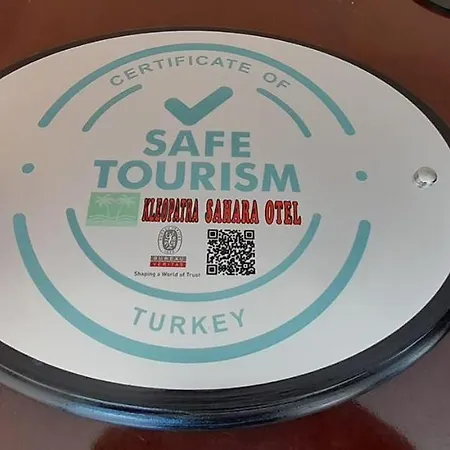 CERTIFICATE OF
SAFE
TOURISM
KLEOPATRA SAHARA OTEL
BUREAU
VERITAS
Shaping a World of Trust
TURKEY